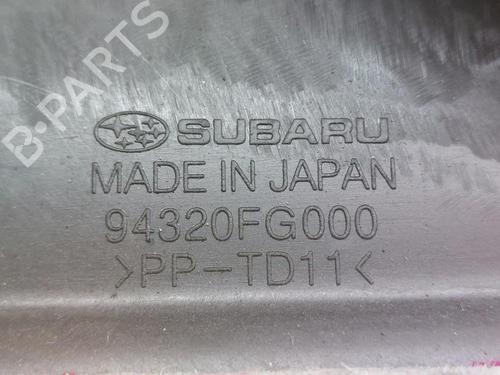 B-PARTS
SUBARU
MADE IN JAPAN
94320FG000
>PP-TD11<